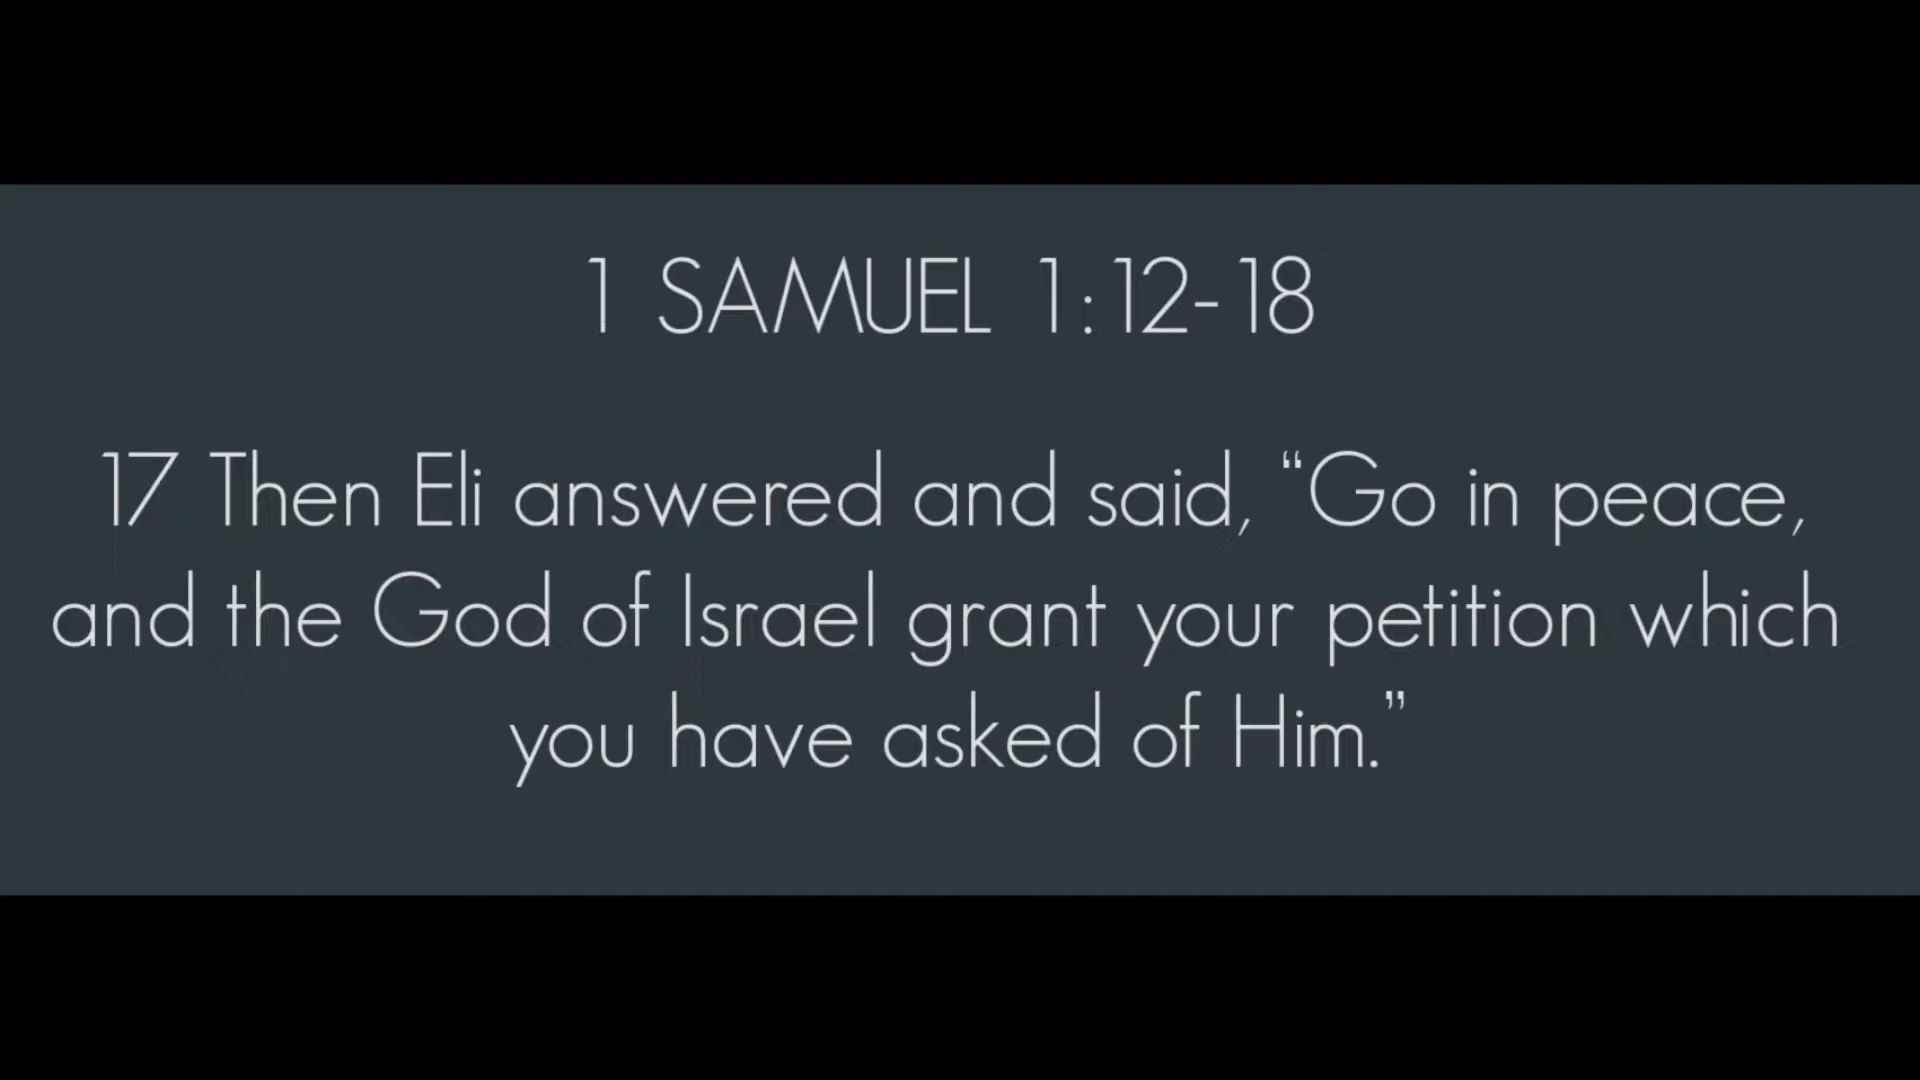 1 SAMUEL 1:12-18
17 Then Eli answered and said, “Go in peace,
and the God of Israel grant your petition which
you have asked of Him.”